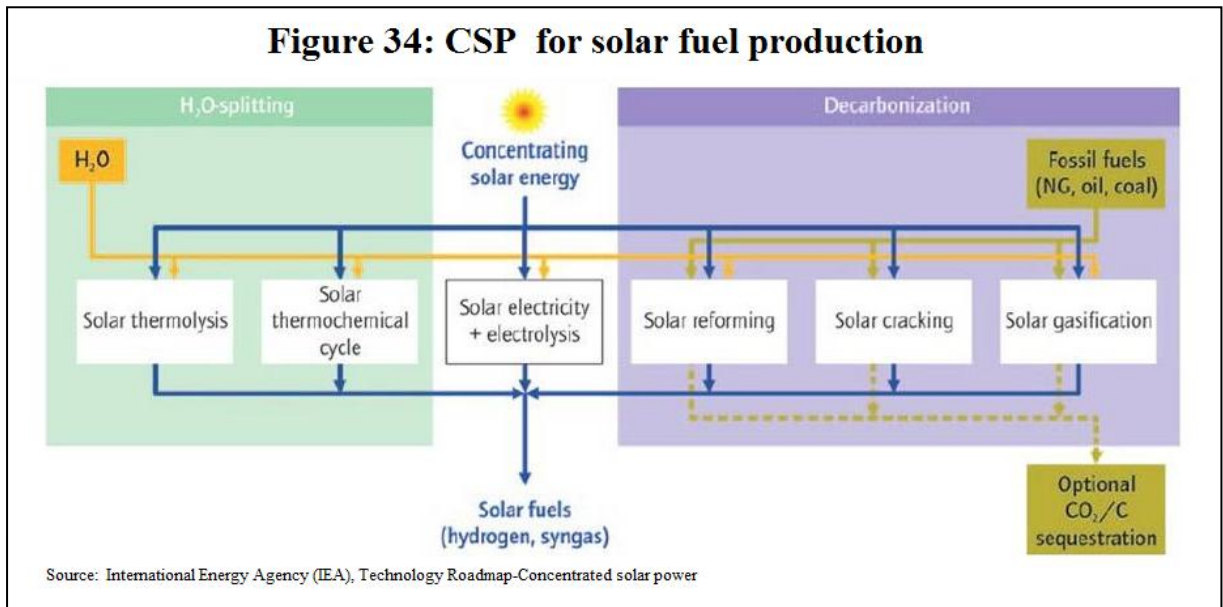 Figure 34: CSP for solar fuel production
H₂O-splitting
Decarbonization
H₂O
Concentrating
solar energy
Fossil fuels
(NG, oil, coal)
Solar thermolysis
Solar
thermochemical
cycle
Solar electricity
+ electrolysis
Solar reforming
Solar cracking
Solar gasification
Solar fuels
(hydrogen, syngas)
Optional
CO₂/C
sequestration
Source: International Energy Agency (IEA), Technology Roadmap-Concentrated solar power